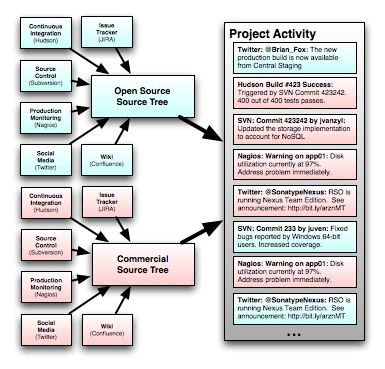 Continuous
Integration
(Hudson)
Issue
Tracker
(JIRA)
Source
Control
(Subversion)
Open Source
Source Tree
Production
Monitoring
(Nagios)
Social
Media
(Twitter)
Wiki
(Confluence)
Continuous
Integration
(Hudson)
Issue
Tracker
(JIRA)
Source
Control
(Subversion)
Commercial
Source Tree
Production
Monitoring
(Nagios)
Social
Media
(Twitter)
Wiki
(Confluence)
Project Activity
Twitter: @Brian_Fox: The new
production build is now available
from Central Staging
Hudson Build #423 Success:
Triggered by SVN Commit 423242.
400 out of 400 tests passes.
SVN: Commit 423242 by jvanzyl:
Updated the storage implementation
to account for NoSQL
Nagios: Warning on app01: Disk
utilization currently at 97%.
Address problem immediately.
Twitter: @SonatypeNexus: RSO is
running Nexus Team Edition. See
announcement: http://bit.ly/arznMT
SVN: Commit 233 by juven: Fixed
bugs reported by Windows 64-bit
users. Increased coverage.
Nagios: Warning on app01: Disk
utilization currently at 97%.
Address problem immediately.
Twitter: @SonatypeNexus: RSO is
running Nexus Team Edition. See
announcement: http://bit.ly/arznMT
...